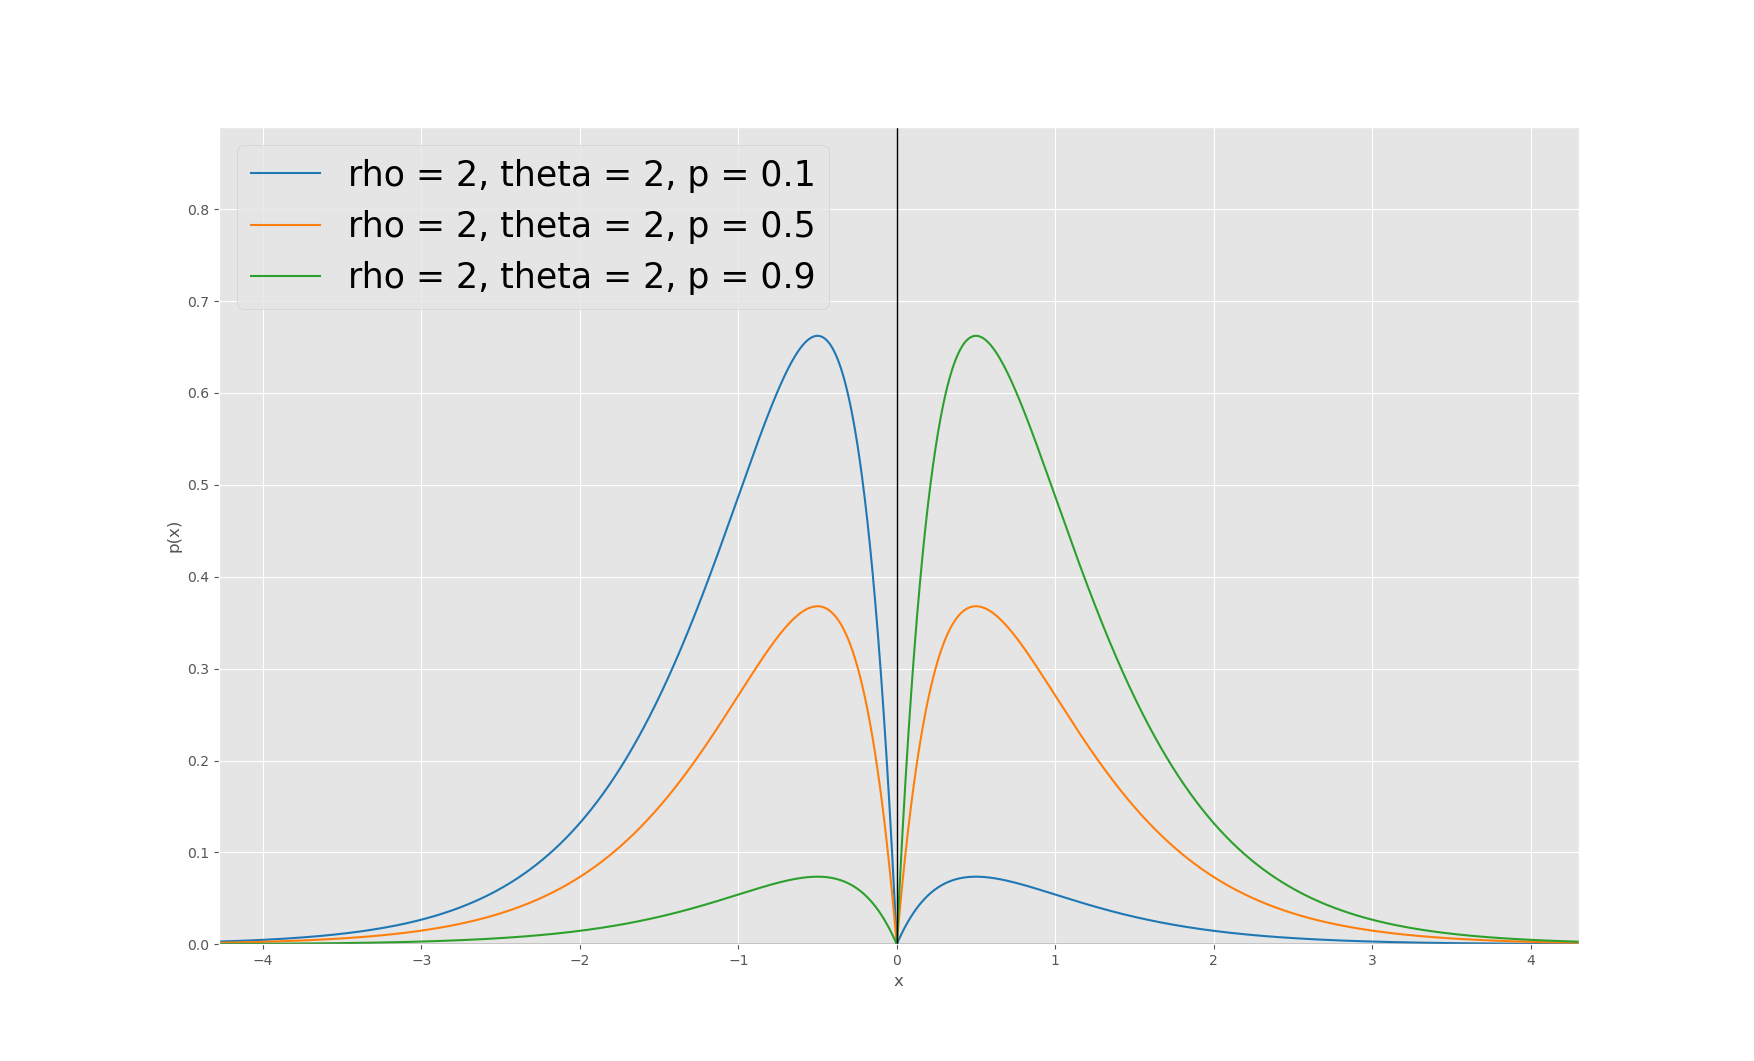 rho = 2, theta = 2, p = 0.1
rho = 2, theta = 2, p = 0.5
rho = 2, theta = 2, p = 0.9
0.8
0.7
0.6
0.5
0.4
0.3
0.2
0.1
0.0
p(x)
−4 −3 −2 −1 0 1 2 3 4
x